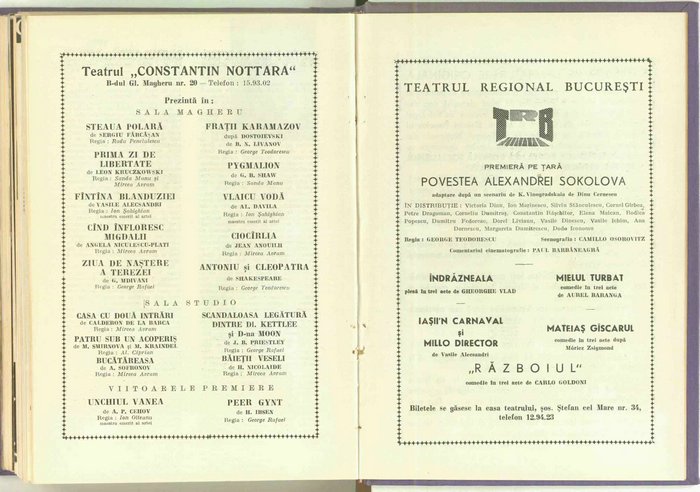 Teatrul „CONSTANTIN NOTTARA“
B-dul Gl. Magheru nr. 20 — Telefon : 15.93.02
Prezintă în :
SALA MAGHERU
STEAUA POLARĂ
de SERGIU FĂRCĂȘAN
Regia : Radu Penciulescu
PRIMA ZI DE
LIBERTATE
de LEON KRUCZKOWSKI
Regia : Sanda Manu și
Mircea Avram
FÎNTÎNA BLANDUZIEI
de VASILE ALECSANDRI
Regia : Ion Șahighian
maestru emerit al artei
CÎND ÎNFLORESC
MIGDALII
de ANGELA NICULESCU-PLATI
Regia : Mircea Avram
ZIUA DE NAȘTERE
A TEREZEI
de G. MDIVANI
Regia : George Rafael
FRAȚII KARAMAZOV
după DOSTOIEVSKI
de B. N. LIVANOV
Regia : George Teodorescu
PYGMALION
de G. B. SHAW
Regia : Sanda Manu
VLAICU VODĂ
de AL. DAVILA
Regia : Ion Șahighian
maestru emerit al artei
CIOCÎRLIA
de JEAN ANOUILH
Regia : Mircea Avram
ANTONIU și CLEOPATRA
de SHAKESPEARE
Regia : George Teodorescu
SALA STUDIO
CASA CU DOUĂ INTRĂRI
de CALDERON DE LA BARCA
Regia : Mircea Avram
PATRU SUB UN ACOPERIȘ
de M. SMIRNOVA și M. KRAINDEL
Regia : Al. Ciprian
BUCĂTĂREASA
de A. SOFRONOV
Regia : Mircea Avram
SCANDALOASA LEGĂTURĂ
DINTRE Dl. KETTLEE
și D-na MOON
de J. B. PRIESTLEY
Regia : George Rafael
BĂIEȚII VESELI
de H. NICOLAIDE
Regia : Mircea Avram
VIITOARELE PREMIERE
UNCHIUL VANEA
de A. P. CEHOV
Regia : Ion Olteanu
maestru emerit al artei
PEER GYNT
de H. IBSEN
Regia : George Rafael
TEATRUL REGIONAL BUCUREȘTI
TRB
PREMIERĂ PE ȚARĂ
POVESTEA ALEXANDREI SOKOLOVA
adaptare după un scenariu de K. Vinogradskaia de Dinu Cernescu
IN DISTRIBUȚIE : Victoria Dinu, Ion Marinescu, Silvia Stănculescu, Cornel Gîrbea,
Petre Dragoman, Corneliu Dumitraș, Constantin Răschitor, Elena Maican, Rodica
Popescu, Dumitru Fedoreac, Dorel Livianu, Vasile Dinescu, Vasile Ichim, Ana
Dornescu, Margareta Dumitrescu, Doda Iconomu
Regia : GEORGE TEODORESCU Scenografia : CAMILLO OSOROVITZ
Comentariul cinematografic : PAUL BARBĂNEAGRĂ
ÎNDRĂZNEALA
piesă în trei acte de GHEORGHE VLAD
MIELUL TURBAT
comedie în trei acte
de AUREL BARANGA
IAȘII'N CARNAVAL
și
MILLO DIRECTOR
de Vasile Alecsandri
MATEIAȘ GÎSCARUL
comedie în trei acte după
Móricz Zsigmond
„RĂZBOIUL“
comedie în trei acte de CARLO GOLDONI
Biletele se găsesc la casa teatrului, șos. Ștefan cel Mare nr. 34,
telefon 12.94.23